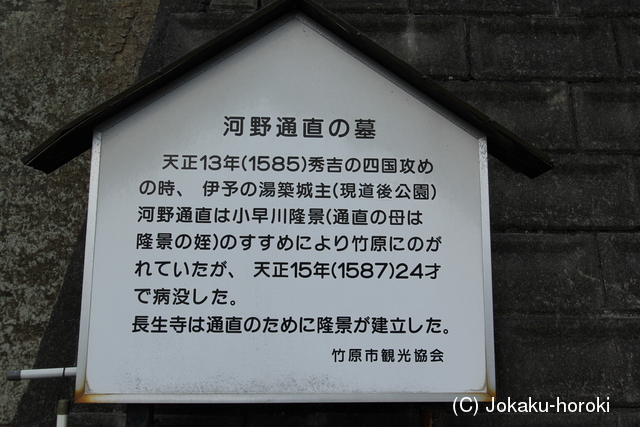 河野通直の墓
天正13年(1585)秀吉の四国攻め
の時、 伊予の湯築城主(現道後公園)
河野通直は小早川隆景(通直の母は
隆景の姪)のすすめにより竹原にのが
れていたが、 天正15年(1587)24才
で病没した。
長生寺は通直のために隆景が建立した。
竹原市観光協会
(C) Jokaku-horoki